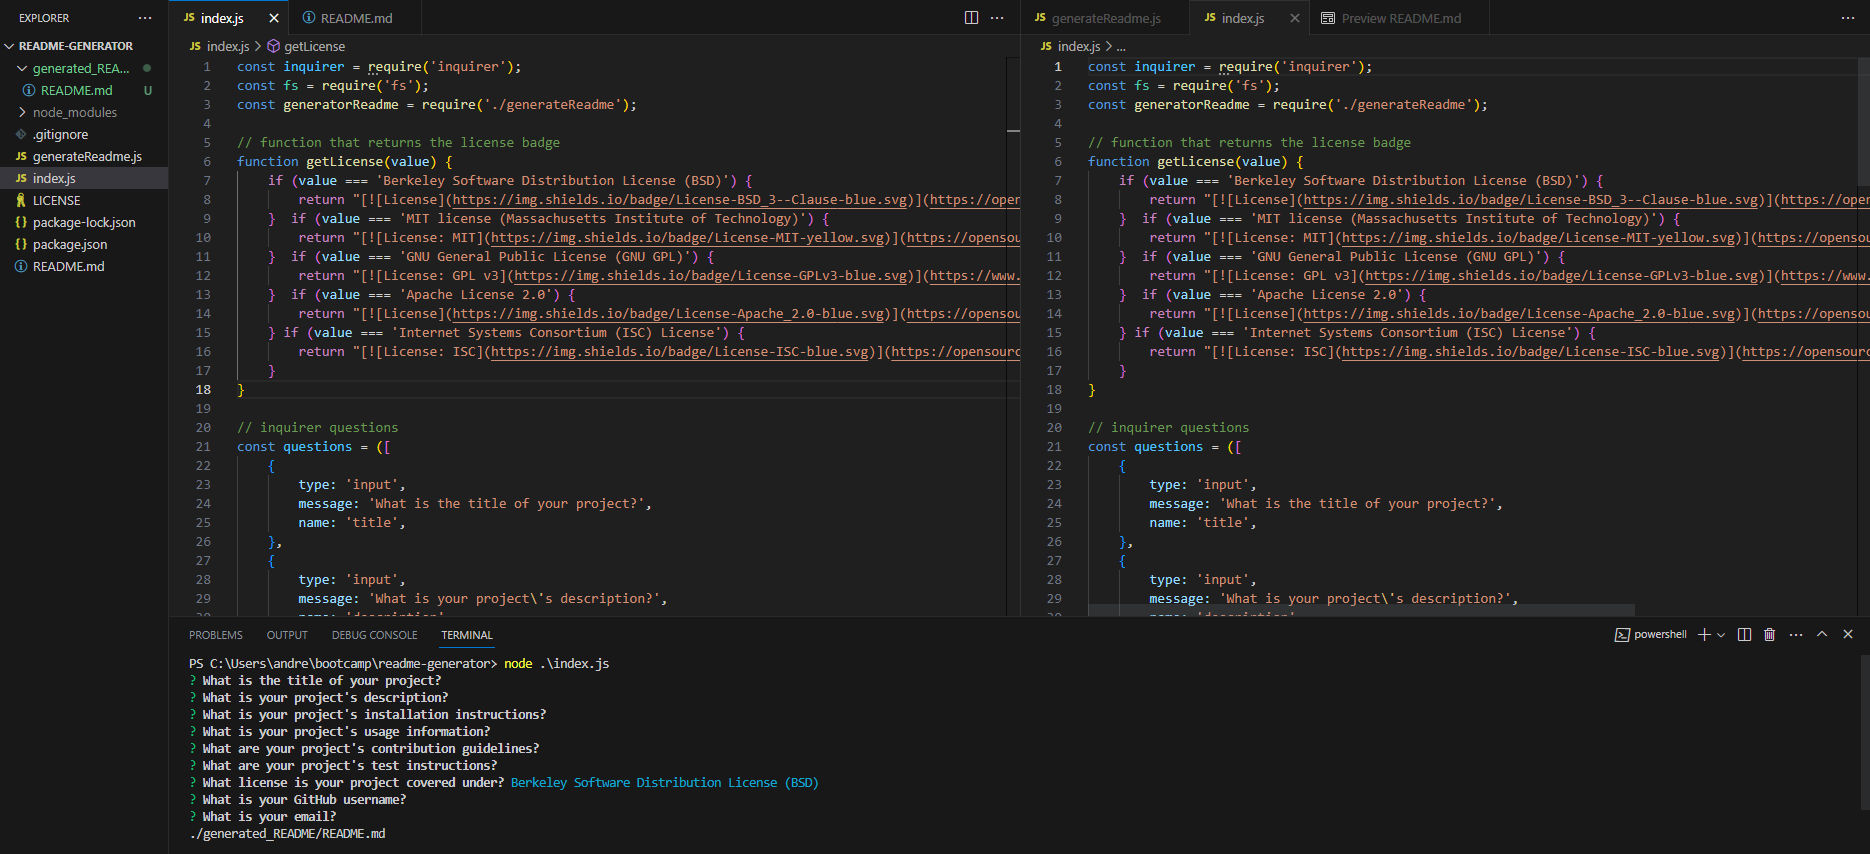 EXPLORER
README-GENERATOR
generated_REA...
README.md U
node_modules
.gitignore
JS generateReadme.js
JS index.js
LICENSE
{} package-lock.json
{} package.json
README.md
JS index.js
README.md
JS index.js > getLicense
1 const inquirer = require('inquirer');
2 const fs = require('fs');
3 const generatorReadme = require('./generateReadme');
4
5 // function that returns the license badge
6 function getLicense(value) {
7 if (value === 'Berkeley Software Distribution License (BSD)') {
8 return "[![License](https://img.shields.io/badge/License-BSD_3--Clause-blue.svg)](https://open
9 } if (value === 'MIT license (Massachusetts Institute of Technology)') {
10 return "[![License: MIT](https://img.shields.io/badge/License-MIT-yellow.svg)](https://opensou
11 } if (value === 'GNU General Public License (GNU GPL)') {
12 return "[![License: GPL v3](https://img.shields.io/badge/License-GPLv3-blue.svg)](https://www.
13 } if (value === 'Apache License 2.0') {
14 return "[![License](https://img.shields.io/badge/License-Apache_2.0-blue.svg)](https://opensou
15 } if (value === 'Internet Systems Consortium (ISC) License') {
16 return "[![License: ISC](https://img.shields.io/badge/License-ISC-blue.svg)](https://opensourc
17 }
18 }
19
20 // inquirer questions
21 const questions = ([
22 {
23 type: 'input',
24 message: 'What is the title of your project?',
25 name: 'title',
26 },
27 {
28 type: 'input',
29 message: 'What is your project\'s description?',
30 name: 'description'
JS generateReadme.js
JS index.js
Preview README.md
JS index.js > ...
1 const inquirer = require('inquirer');
2 const fs = require('fs');
3 const generatorReadme = require('./generateReadme');
4
5 // function that returns the license badge
6 function getLicense(value) {
7 if (value === 'Berkeley Software Distribution License (BSD)') {
8 return "[![License](https://img.shields.io/badge/License-BSD_3--Clause-blue.svg)](https://open
9 } if (value === 'MIT license (Massachusetts Institute of Technology)') {
10 return "[![License: MIT](https://img.shields.io/badge/License-MIT-yellow.svg)](https://opensou
11 } if (value === 'GNU General Public License (GNU GPL)') {
12 return "[![License: GPL v3](https://img.shields.io/badge/License-GPLv3-blue.svg)](https://www.
13 } if (value === 'Apache License 2.0') {
14 return "[![License](https://img.shields.io/badge/License-Apache_2.0-blue.svg)](https://opensou
15 } if (value === 'Internet Systems Consortium (ISC) License') {
16 return "[![License: ISC](https://img.shields.io/badge/License-ISC-blue.svg)](https://opensourc
17 }
18 }
19
20 // inquirer questions
21 const questions = ([
22 {
23 type: 'input',
24 message: 'What is the title of your project?',
25 name: 'title',
26 },
27 {
28 type: 'input',
29 message: 'What is your project\'s description?',
30 name: 'description'
PROBLEMS OUTPUT DEBUG CONSOLE TERMINAL
powershell
PS C:\Users\andre\bootcamp\readme-generator> node .\index.js
? What is the title of your project?
? What is your project's description?
? What is your project's installation instructions?
? What is your project's usage information?
? What are your project's contribution guidelines?
? What are your project's test instructions?
? What license is your project covered under? Berkeley Software Distribution License (BSD)
? What is your GitHub username?
? What is your email?
./generated_README/README.md